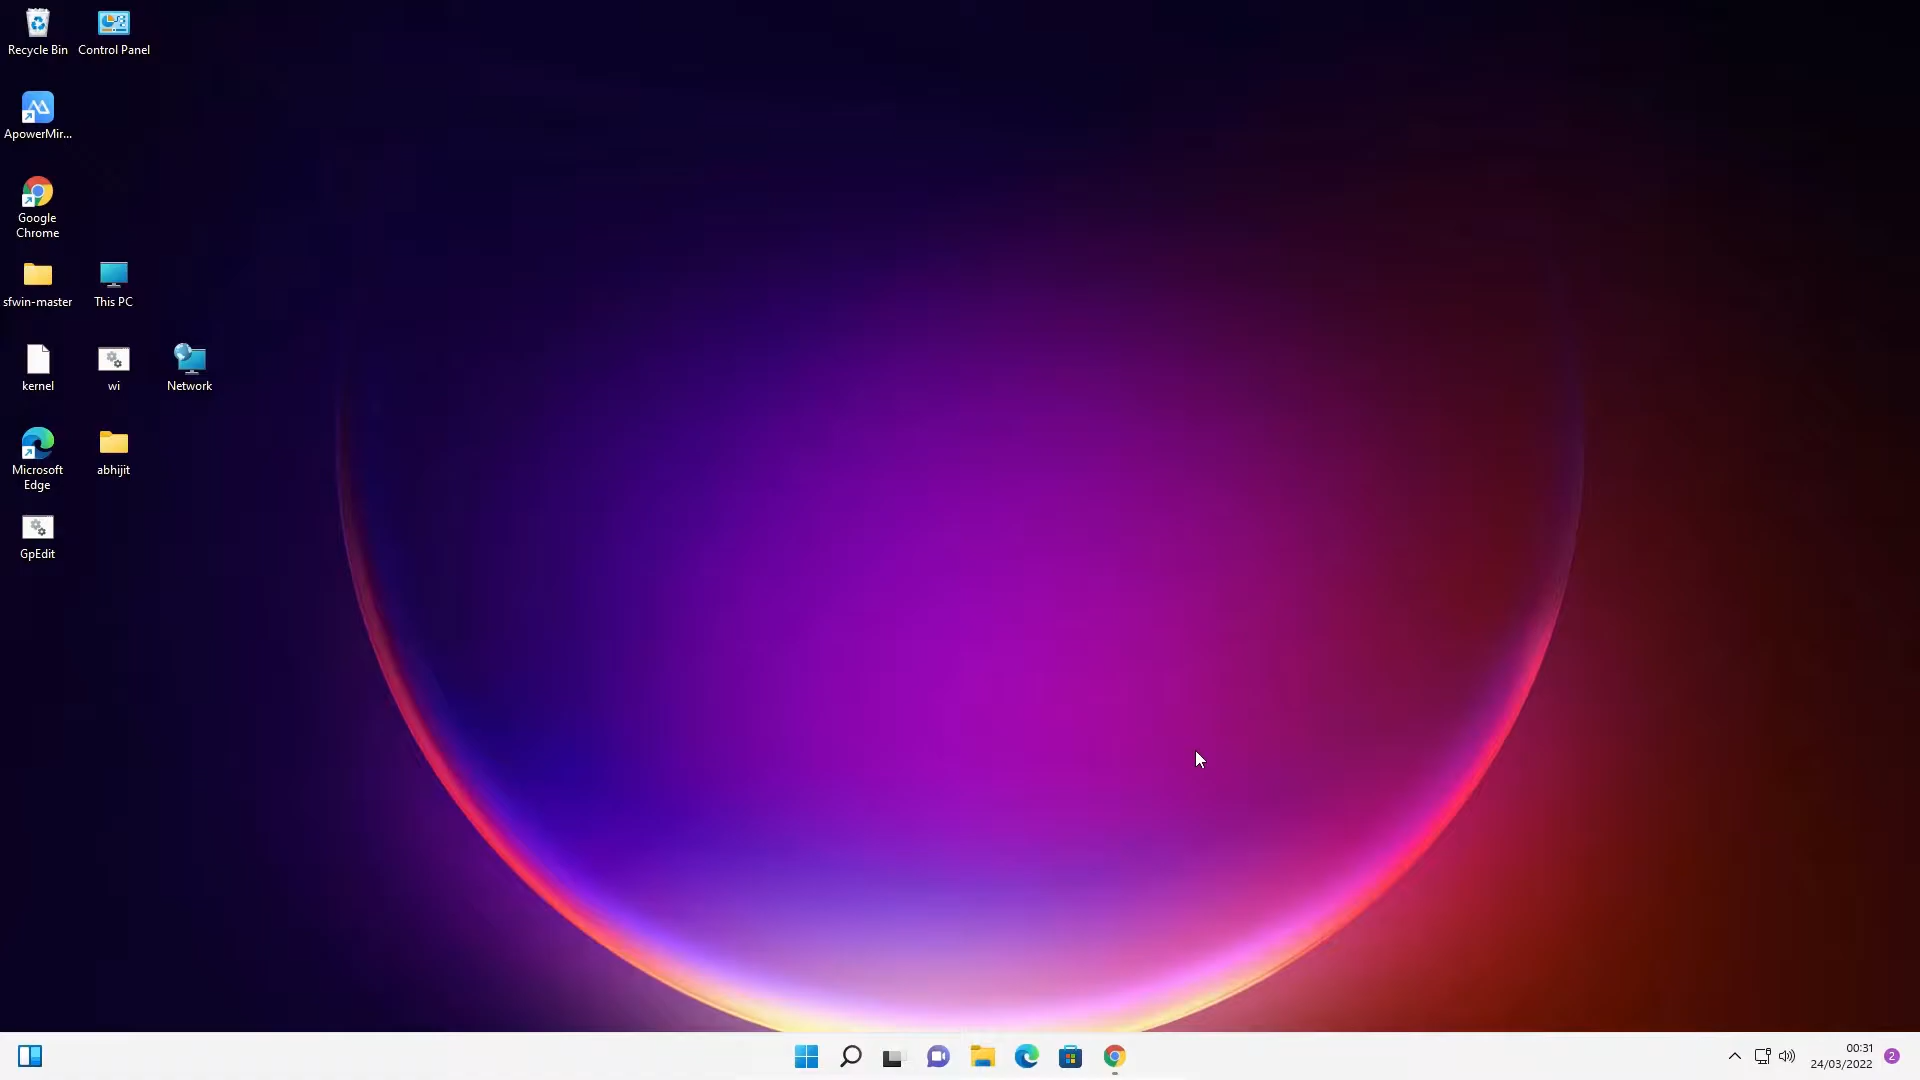 Recycle Bin
Control Panel
ApowerMir...
Google
Chrome
sfwin-master
This PC
kernel
wi
Network
Microsoft
Edge
abhijit
GpEdit
00:31
24/03/2022
2